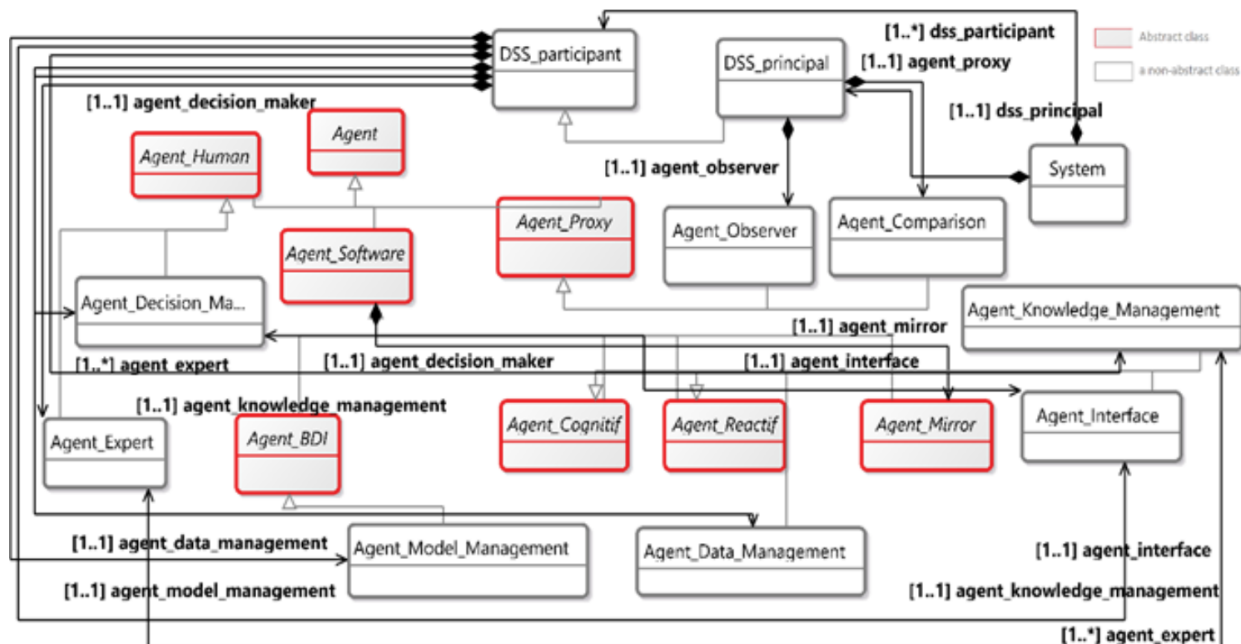 [1..*] dss_participant
Abstract class
DSS_participant
DSS_principal
[1..1] agent_proxy
a non-abstract class
[1..1] agent_decision_maker
[1..1] dss_principal
Agent
Agent_Human
[1..1] agent_observer
System
Agent_Proxy
Agent_Observer
Agent_Comparison
Agent_Software
Agent_Decision_Ma...
Agent_Knowledge_Management
[1..1] agent_mirror
[1..*] agent_expert
[1..1] agent_decision_maker
[1..1] agent_interface
[1..1] agent_knowledge_management
Agent_Expert
Agent_BDI
Agent_Cognitif
Agent_Reactif
Agent_Mirror
Agent_Interface
[1..1] agent_data_management
Agent_Model_Management
Agent_Data_Management
[1..1] agent_interface
[1..1] agent_model_management
[1..1] agent_knowledge_management
[1..*] agent_expert